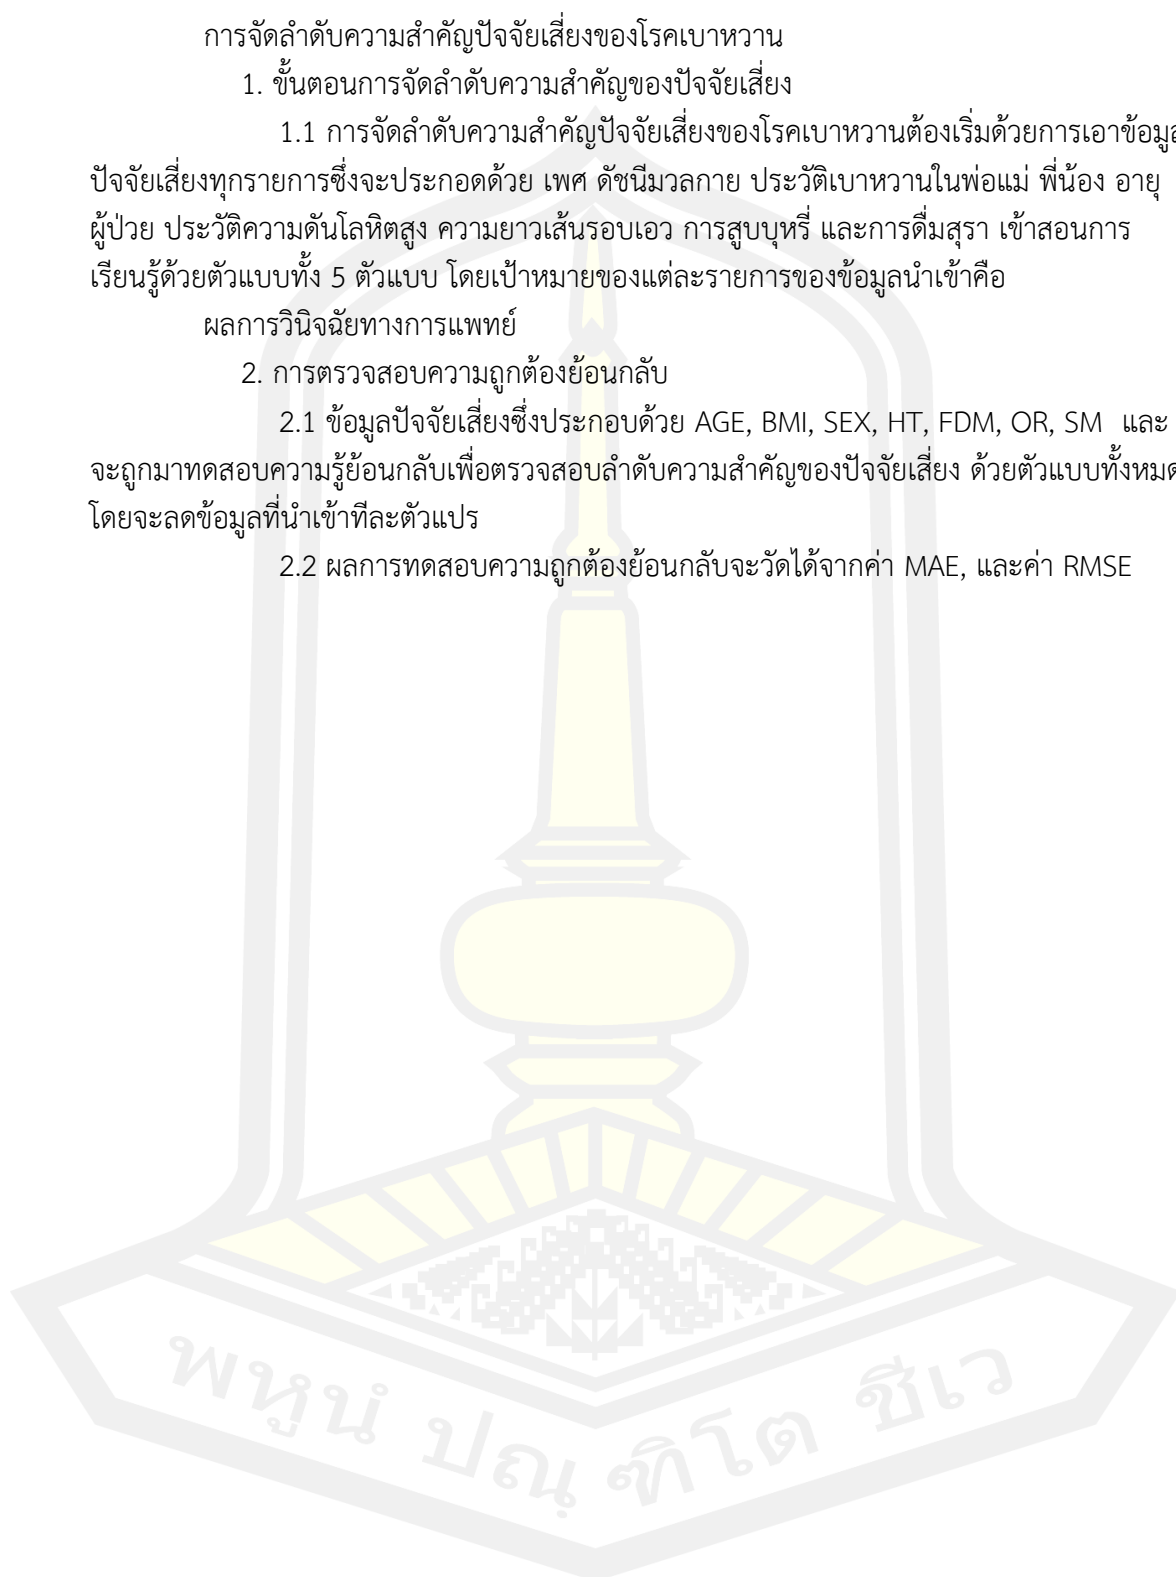 การจัดลำดับความสำคัญปัจจัยเสี่ยงของโรคเบาหวาน
1. ขั้นตอนการจัดลำดับความสำคัญของปัจจัยเสี่ยง
1.1 การจัดลำดับความสำคัญปัจจัยเสี่ยงของโรคเบาหวานต้องเริ่มด้วยการเอาข้อมูล
ปัจจัยเสี่ยงทุกรายการซึ่งจะประกอดด้วย เพศ ดัชนีมวลกาย ประวัติเบาหวานในพ่อแม่ พี่น้อง อายุ
ผู้ป่วย ประวัติความดันโลหิตสูง ความยาวเส้นรอบเอว การสูบบุหรี่ และการดื่มสุรา เข้าสอนการ
เรียนรู้ด้วยตัวแบบทั้ง 5 ตัวแบบ โดยเป้าหมายของแต่ละรายการของข้อมูลนำเข้าคือ
ผลการวินิจฉัยทางการแพทย์
2. การตรวจสอบความถูกต้องย้อนกลับ
2.1 ข้อมูลปัจจัยเสี่ยงซึ่งประกอบด้วย AGE, BMI, SEX, HT, FDM, OR, SM และ
จะถูกมาทดสอบความรู้ย้อนกลับเพื่อตรวจสอบลำดับความสำคัญของปัจจัยเสี่ยง ด้วยตัวแบบทั้งหมด
โดยจะลดข้อมูลที่นำเข้าทีละตัวแปร
2.2 ผลการทดสอบความถูกต้องย้อนกลับจะวัดได้จากค่า MAE, และค่า RMSE
พหูนํ ปณฺฑิโต ชีเว